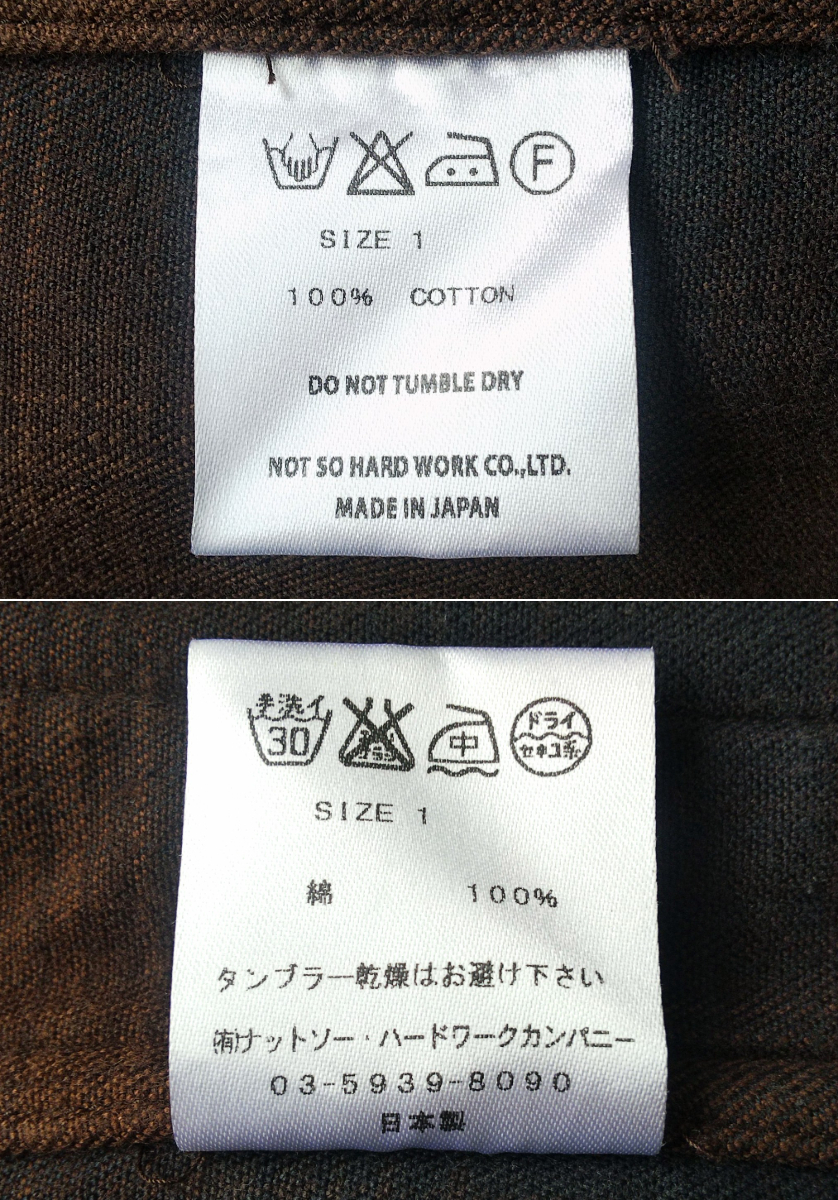 F
SIZE 1
100% COTTON
DO NOT TUMBLE DRY
NOT SO HARD WORK CO.,LTD.
MADE IN JAPAN
手洗イ
30
中
ドライ
セキユ系
SIZE 1
綿 100%
タンブラー乾燥はお避け下さい
㈲ナットソー・ハードワークカンパニー
03-5939-8090
日本製